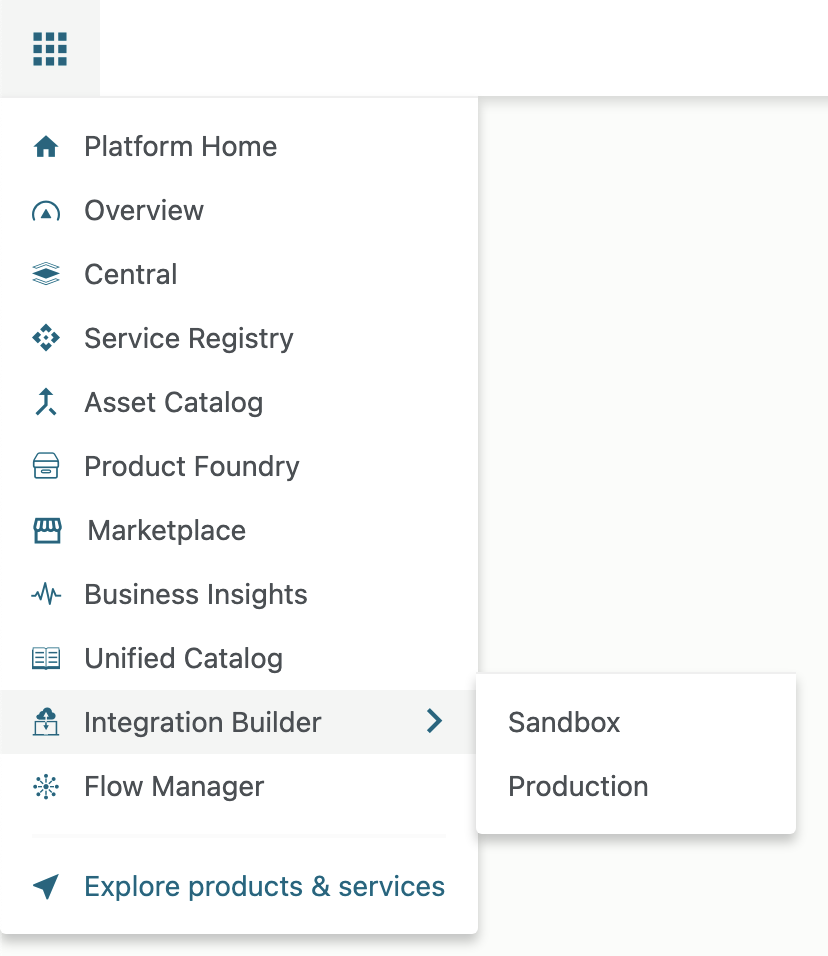 Platform Home
Overview
Central
Service Registry
Asset Catalog
Product Foundry
Marketplace
Business Insights
Unified Catalog
Integration Builder
Sandbox
Flow Manager
Production
Explore products & services